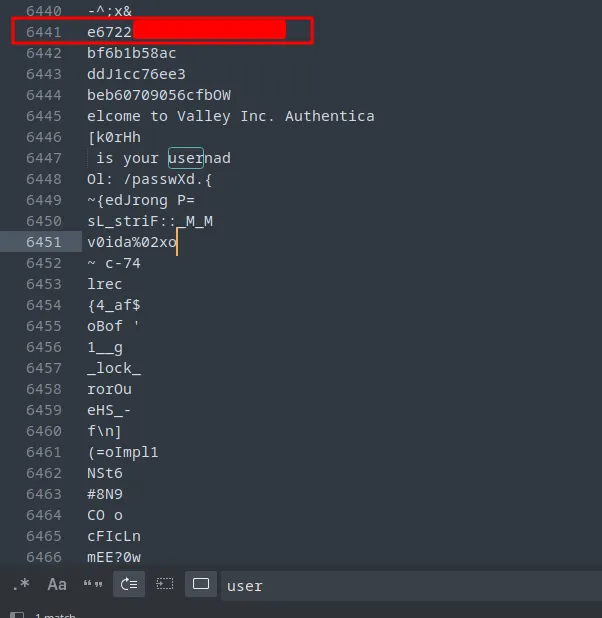 6440 -^;x&
6441 e6722
6442 bf6b1b58ac
6443 ddJ1cc76ee3
6444 beb60709056cfbOW
6445 elcome to Valley Inc. Authentica
6446 [k0rHh
6447 is your usernad
6448 Ol: /passwXd.{
6449 ~{edJrong P=
6450 sL_striF::_M_M
6451 v0ida%02xo
6452 ~ c-74
6453 lrec
6454 {4_af$
6455 oBof '
6456 1__g
6457 _lock_
6458 rorOu
6459 eHS_-
6460 f\n]
6461 (=oImpl1
6462 NSt6
6463 #8N9
6464 CO o
6465 cFIcLn
6466 mEE?0w
.* Aa “” user
1 match